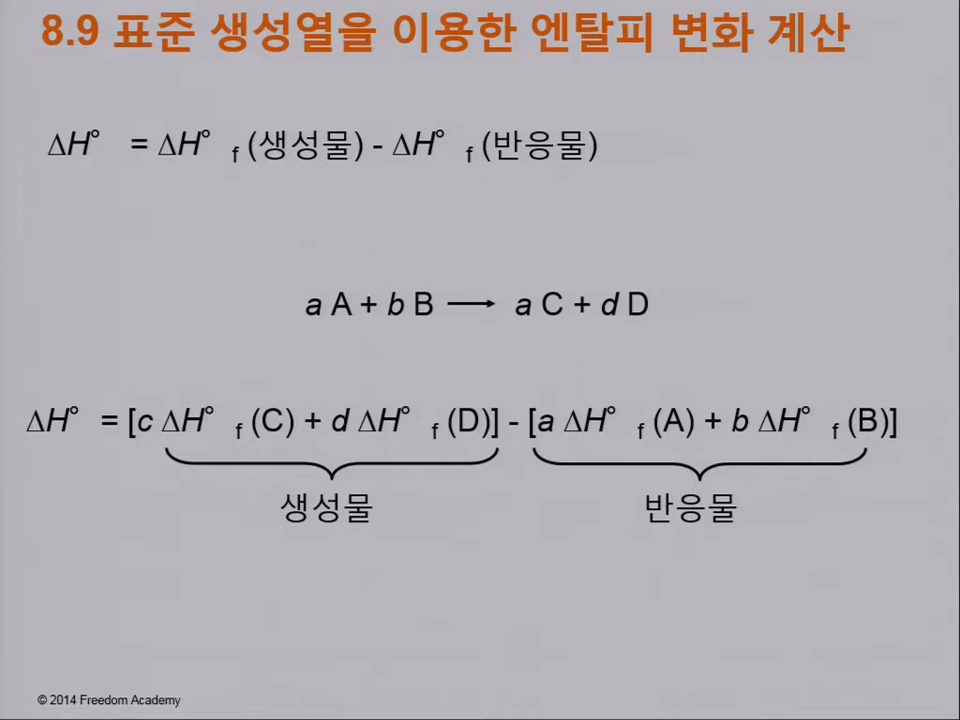 8.9 표준 생성열을 이용한 엔탈피 변화 계산
ΔH° = ΔH°f (생성물) - ΔH°f (반응물)
a A + b B ⟶ a C + d D
ΔH° = [c ΔH°f (C) + d ΔH°f (D)] - [a ΔH°f (A) + b ΔH°f (B)]
생성물 반응물
© 2014 Freedom Academy